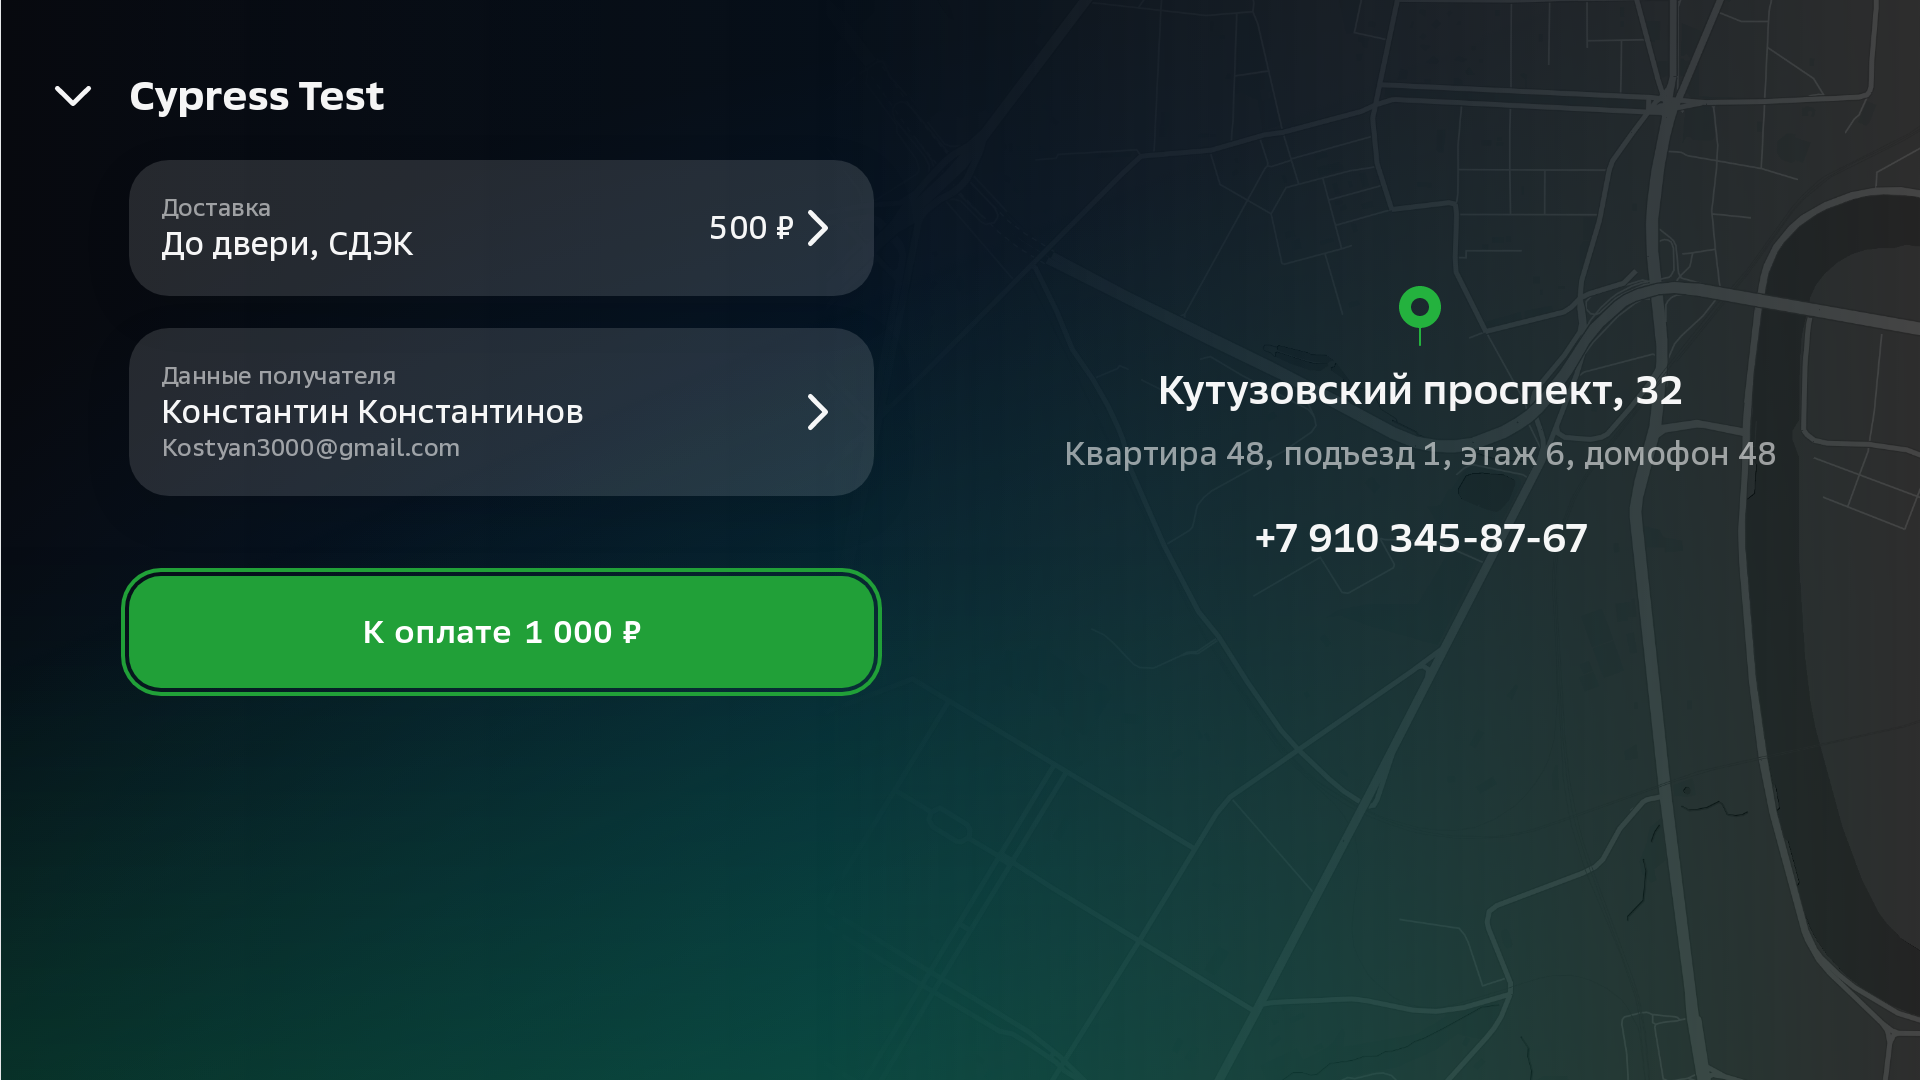 Cypress Test
Доставка
До двери, СДЭК
500 ₽
Данные получателя
Константин Константинов
Kostyan3000@gmail.com
К оплате 1 000 ₽
Кутузовский проспект, 32
Квартира 48, подъезд 1, этаж 6, домофон 48
+7 910 345-87-67